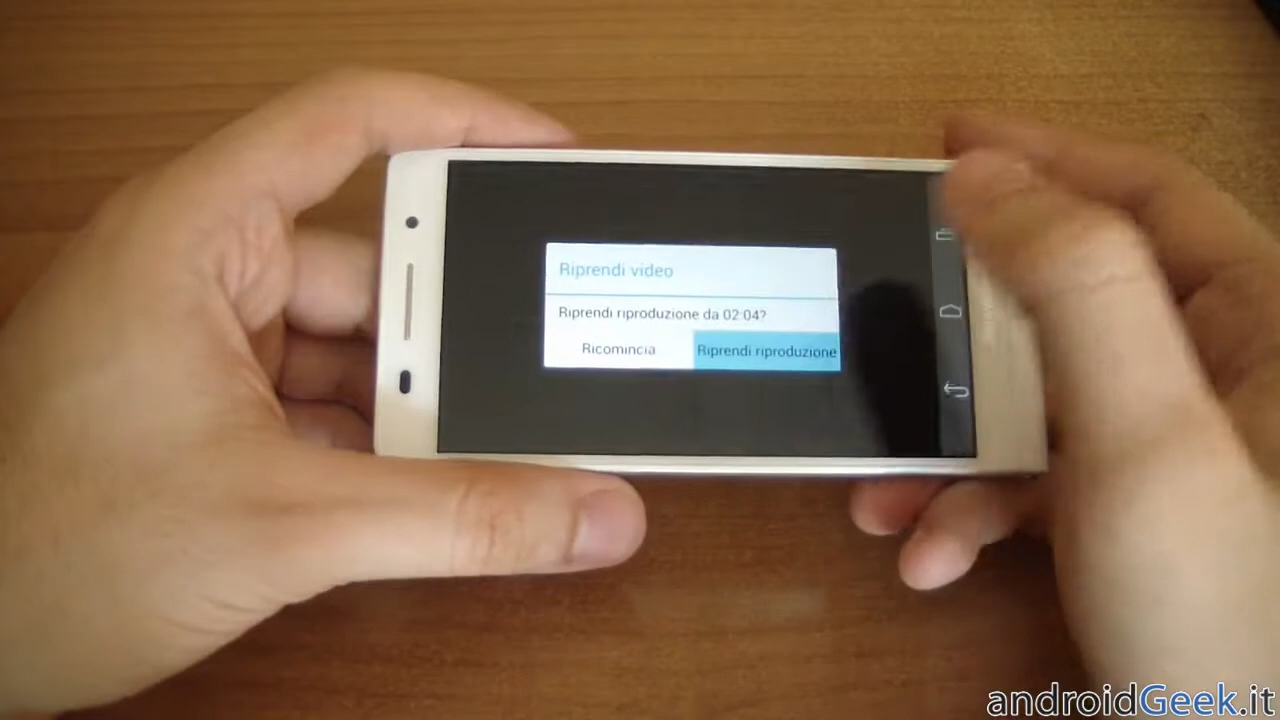 Riprendi video
Riprendi riproduzione da 02:04?
Ricomincia
Riprendi riproduzione
androidGeek.it